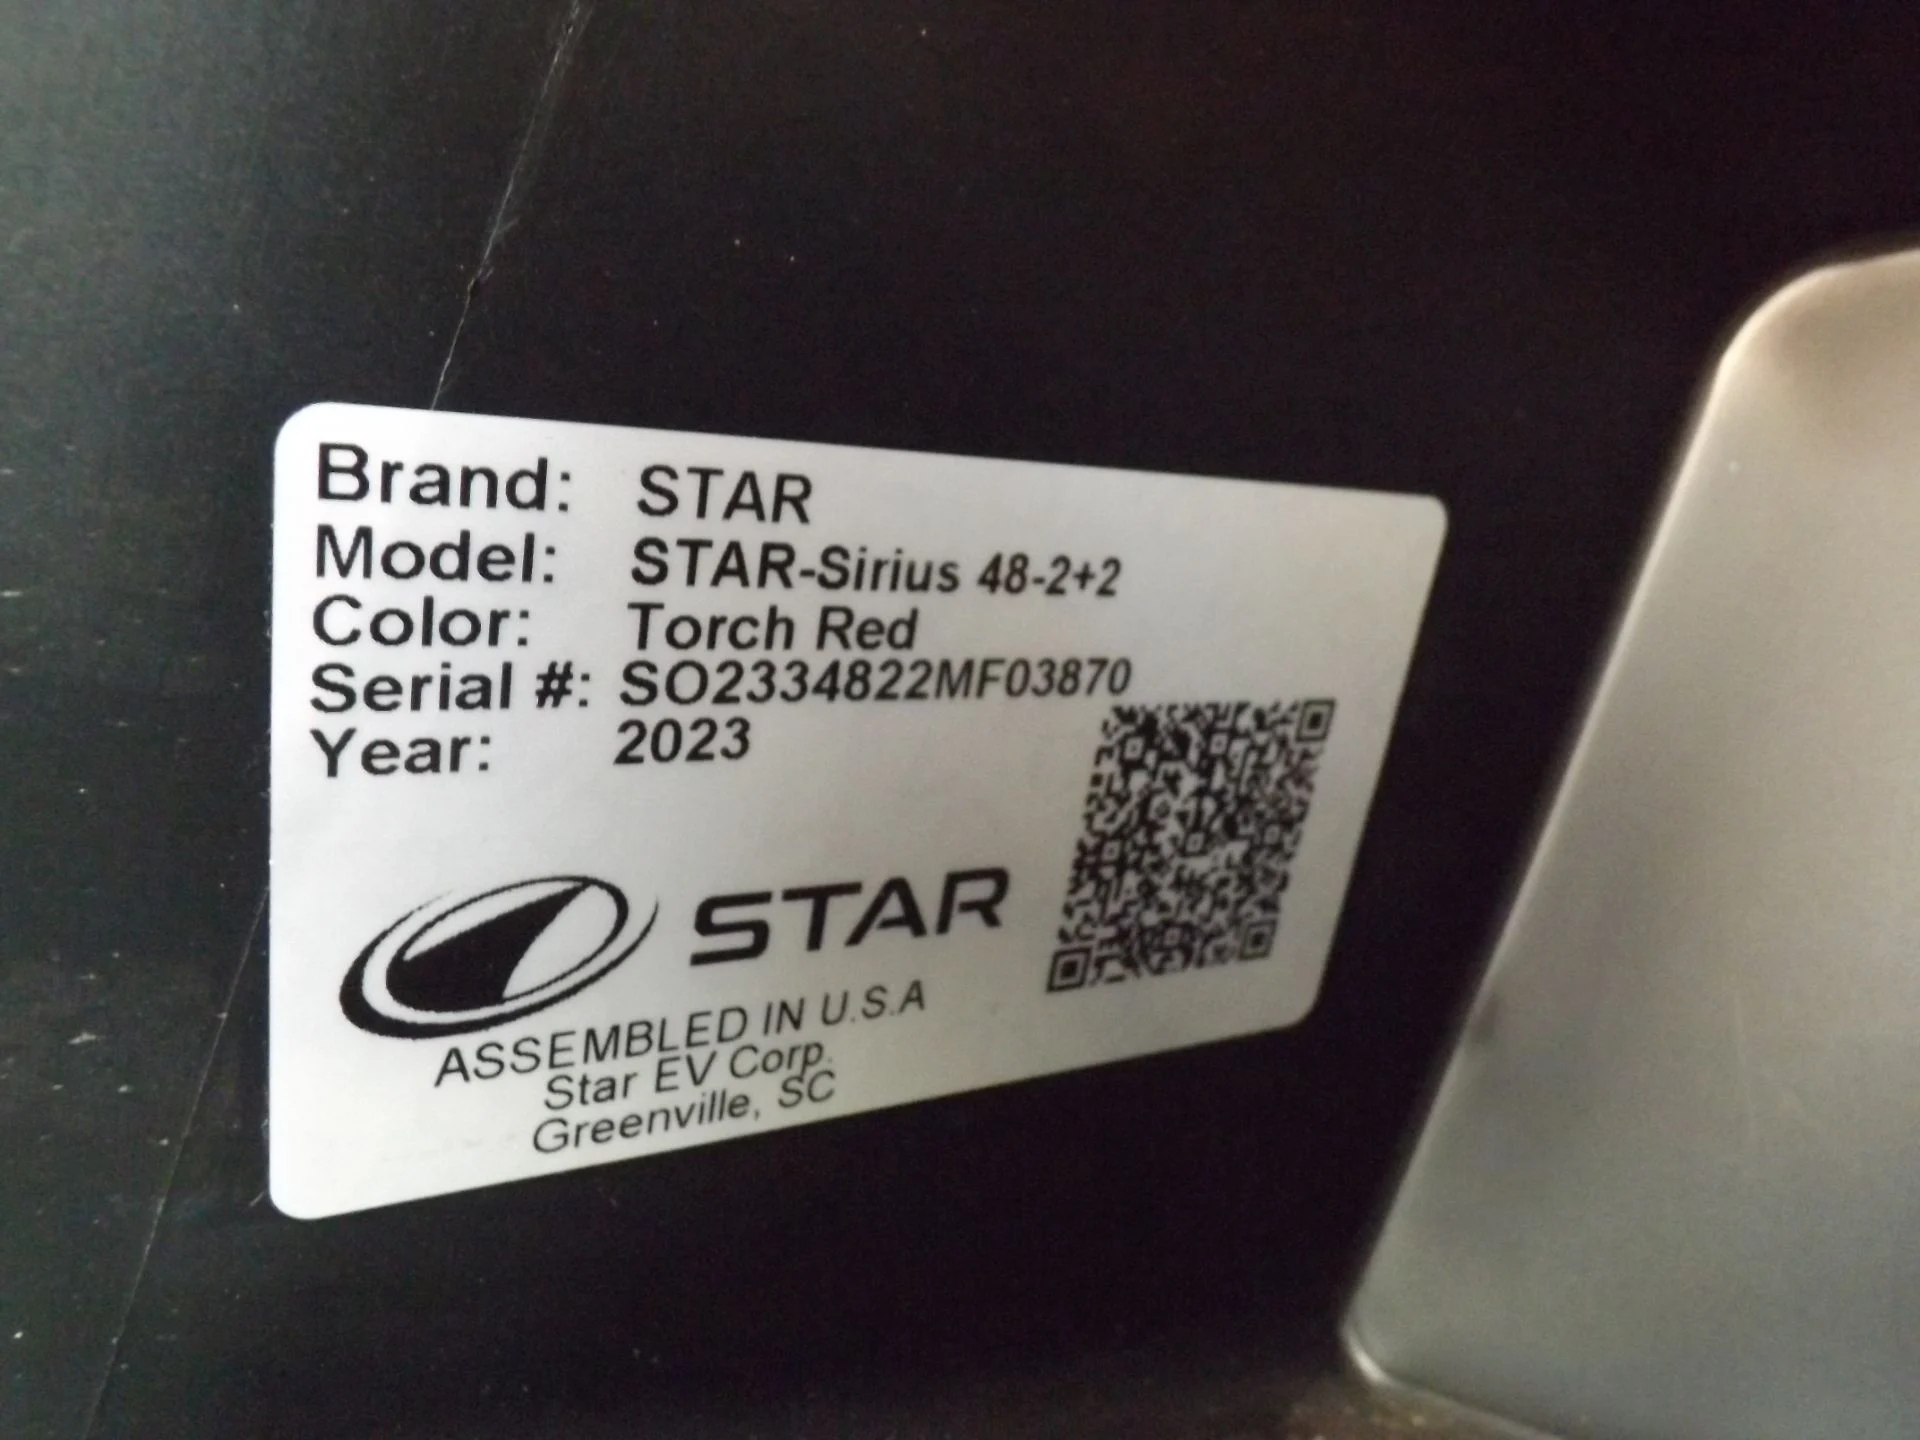 Brand: STAR
Model: STAR-Sirius 48-2+2
Color: Torch Red
Serial #: SO2334822MF03870
Year: 2023
STAR
ASSEMBLED IN U.S.A
Star EV Corp.
Greenville, SC